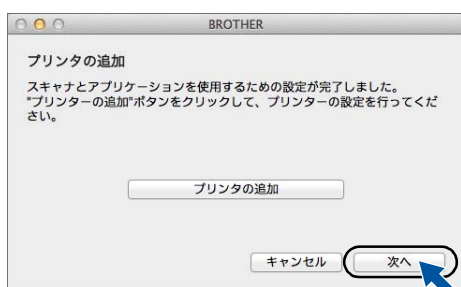 BROTHER
プリンタの追加
スキャナとアプリケーションを使用するための設定が完了しました。
"プリンターの追加"ボタンをクリックして、プリンターの設定を行ってくだ
さい。
プリンタの追加
キャンセル
次へ